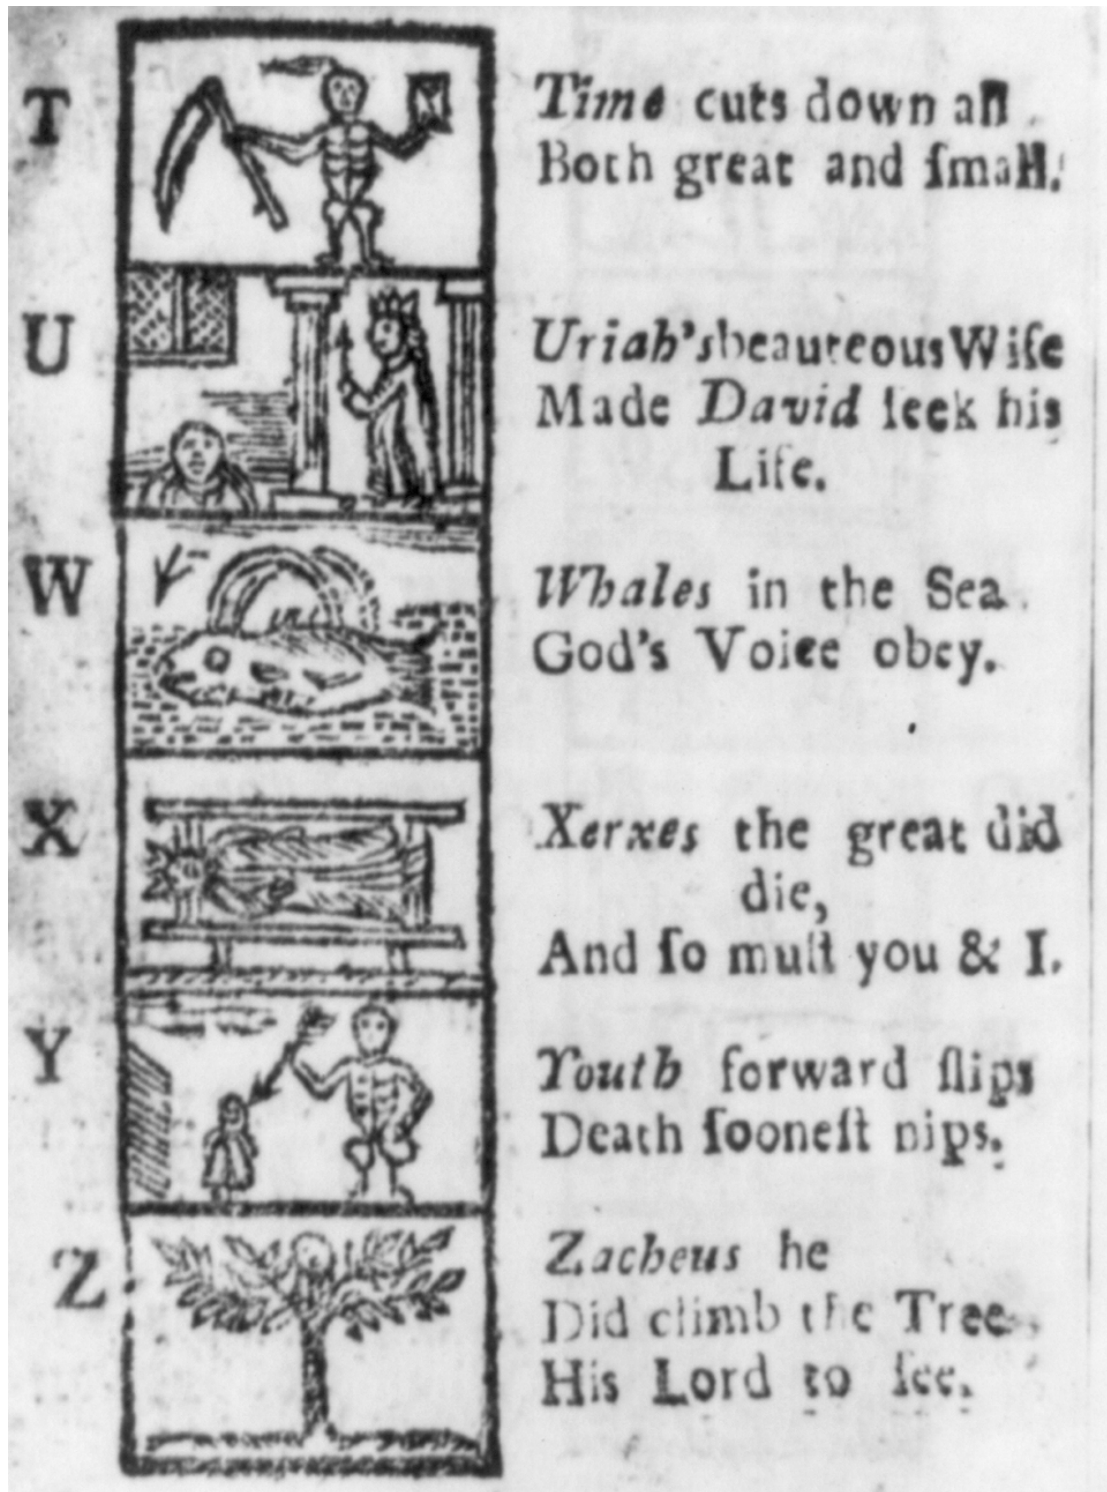 T
Time cuts down all
Both great and ſmall.
U
Uriah's beauteous Wife
Made David ſeek his
Life.
W
Whales in the Sea
God's Voice obey.
X
Xerxes the great did
die,
And ſo muſt you & I.
Y
Youth forward ſlips
Death ſooneſt nips.
Z
Zacheus he
Did climb the Tree
His Lord to ſee.